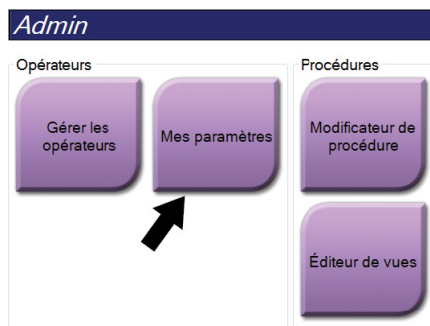 Admin
Opérateurs
Gérer les
opérateurs
Mes paramètres
Procédures
Modificateur de
procédure
Éditeur de vues